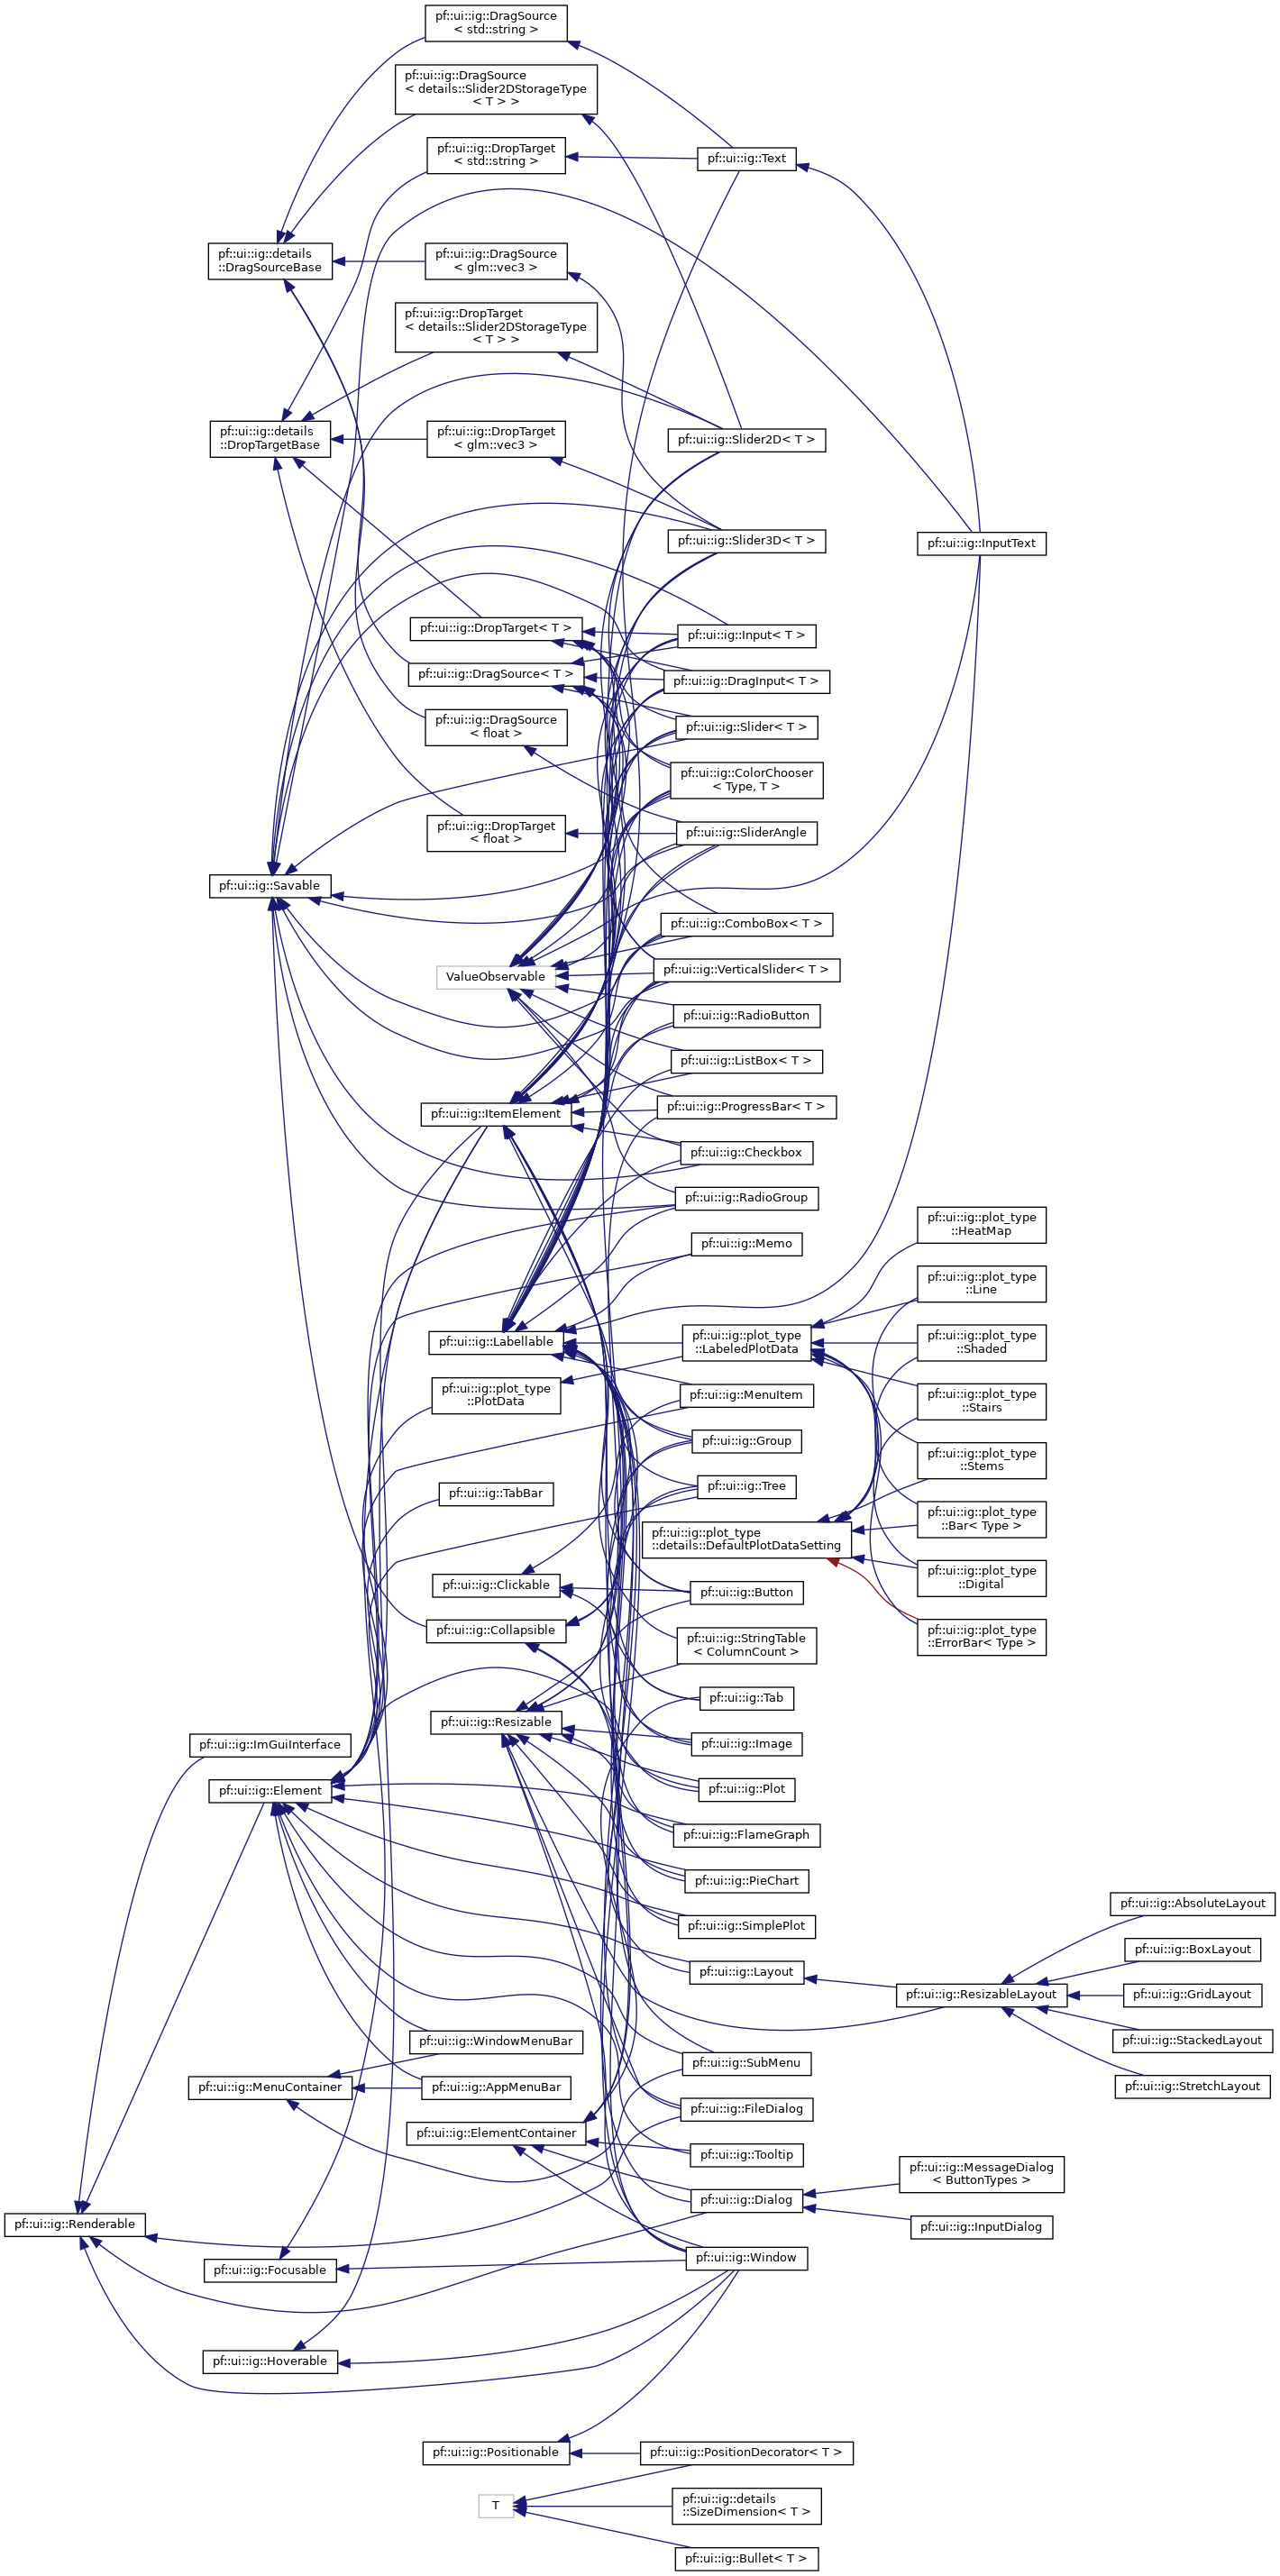 pf::ui::ig::DragSource
< std::string >
pf::ui::ig::DragSource
< details::Slider2DStorageType
< T > >
pf::ui::ig::DropTarget
< std::string >
pf::ui::ig::Text
pf::ui::ig::details
::DragSourceBase
pf::ui::ig::DragSource
< glm::vec3 >
pf::ui::ig::DropTarget
< details::Slider2DStorageType
< T > >
pf::ui::ig::details
::DropTargetBase
pf::ui::ig::DropTarget
< glm::vec3 >
pf::ui::ig::Slider2D< T >
pf::ui::ig::Slider3D< T >
pf::ui::ig::InputText
pf::ui::ig::DropTarget< T >
pf::ui::ig::Input< T >
pf::ui::ig::DragSource< T >
pf::ui::ig::DragInput< T >
pf::ui::ig::DragSource
< float >
pf::ui::ig::Slider< T >
pf::ui::ig::ColorChooser
< Type, T >
pf::ui::ig::DropTarget
< float >
pf::ui::ig::SliderAngle
pf::ui::ig::Savable
pf::ui::ig::ComboBox< T >
ValueObservable
pf::ui::ig::VerticalSlider< T >
pf::ui::ig::RadioButton
pf::ui::ig::ListBox< T >
pf::ui::ig::ItemElement
pf::ui::ig::ProgressBar< T >
pf::ui::ig::Checkbox
pf::ui::ig::RadioGroup
pf::ui::ig::Memo
pf::ui::ig::plot_type
::HeatMap
pf::ui::ig::plot_type
::Line
pf::ui::ig::Labellable
pf::ui::ig::plot_type
::LabeledPlotData
pf::ui::ig::plot_type
::Shaded
pf::ui::ig::plot_type
::PlotData
pf::ui::ig::MenuItem
pf::ui::ig::plot_type
::Stairs
pf::ui::ig::Group
pf::ui::ig::plot_type
::Stems
pf::ui::ig::TabBar
pf::ui::ig::Tree
pf::ui::ig::plot_type
::Bar< Type >
pf::ui::ig::plot_type
::details::DefaultPlotDataSetting
pf::ui::ig::plot_type
::Digital
pf::ui::ig::Clickable
pf::ui::ig::Button
pf::ui::ig::Collapsible
pf::ui::ig::StringTable
< ColumnCount >
pf::ui::ig::plot_type
::ErrorBar< Type >
pf::ui::ig::Tab
pf::ui::ig::Resizable
pf::ui::ig::ImGuiInterface
pf::ui::ig::Image
pf::ui::ig::Element
pf::ui::ig::Plot
pf::ui::ig::FlameGraph
pf::ui::ig::PieChart
pf::ui::ig::SimplePlot
pf::ui::ig::AbsoluteLayout
pf::ui::ig::BoxLayout
pf::ui::ig::Layout
pf::ui::ig::ResizableLayout
pf::ui::ig::GridLayout
pf::ui::ig::StackedLayout
pf::ui::ig::WindowMenuBar
pf::ui::ig::SubMenu
pf::ui::ig::StretchLayout
pf::ui::ig::MenuContainer
pf::ui::ig::AppMenuBar
pf::ui::ig::FileDialog
pf::ui::ig::ElementContainer
pf::ui::ig::Tooltip
pf::ui::ig::MessageDialog
< ButtonTypes >
pf::ui::ig::Dialog
pf::ui::ig::Renderable
pf::ui::ig::InputDialog
pf::ui::ig::Window
pf::ui::ig::Focusable
pf::ui::ig::Hoverable
pf::ui::ig::Positionable
pf::ui::ig::PositionDecorator< T >
T
pf::ui::ig::details
::SizeDimension< T >
pf::ui::ig::Bullet< T >